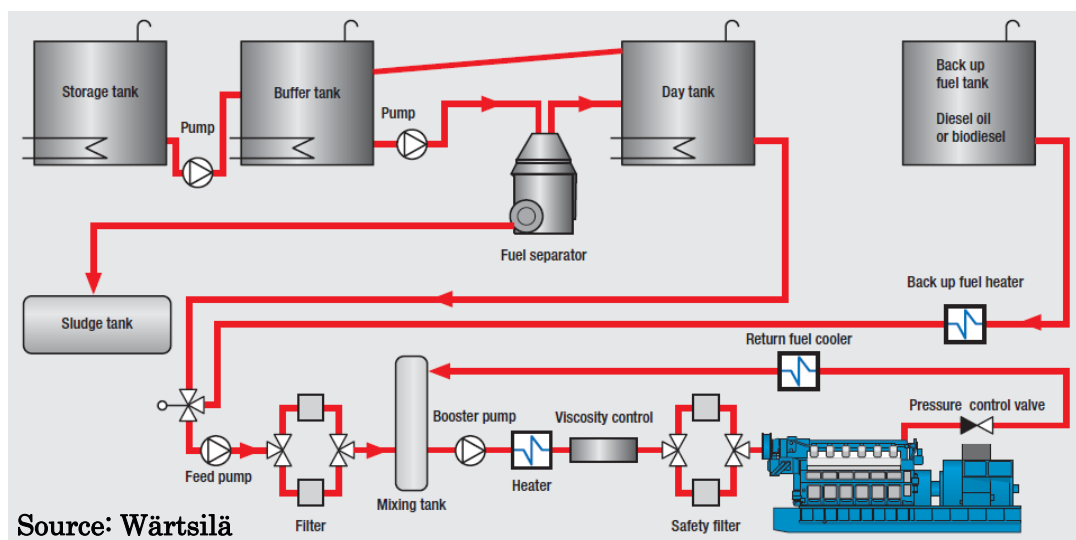 Storage tank
Pump
Buffer tank
Pump
Day tank
Back up
fuel tank
Diesel oil
or biodiesel
Fuel separator
Sludge tank
Back up fuel heater
Return fuel cooler
Pressure control valve
Feed pump
Filter
Mixing tank
Booster pump
Heater
Viscosity control
Safety filter
Source: Wärtsilä